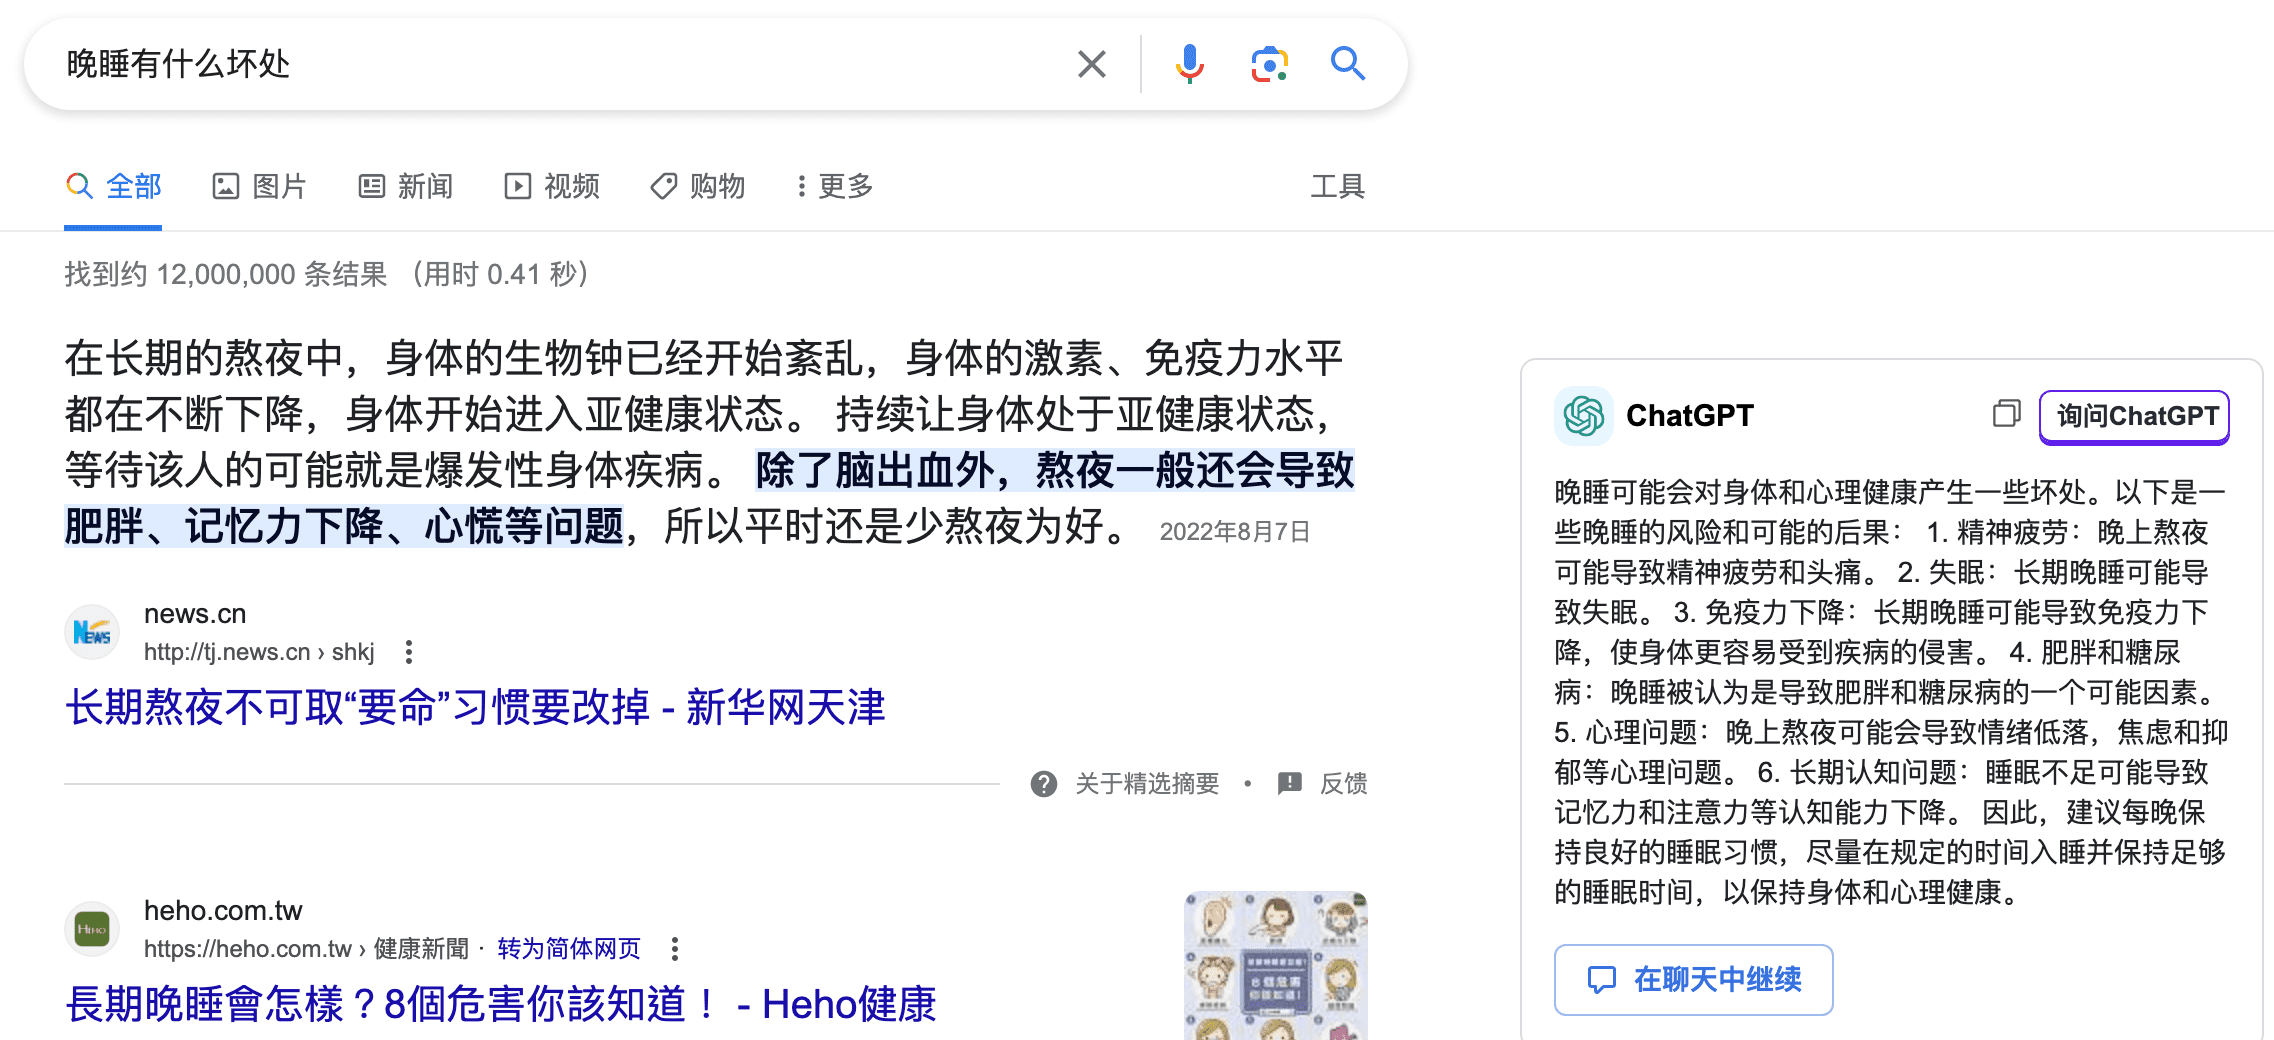 晚睡有什么坏处
全部 图片 新闻 视频 购物 更多 工具
找到约 12,000,000 条结果 （用时 0.41 秒）
在长期的熬夜中，身体的生物钟已经开始紊乱，身体的激素、免疫力水平
都在不断下降，身体开始进入亚健康状态。 持续让身体处于亚健康状态，
等待该人的可能就是爆发性身体疾病。 除了脑出血外，熬夜一般还会导致
肥胖、记忆力下降、心慌等问题，所以平时还是少熬夜为好。 2022年8月7日
NEWS
news.cn
http://tj.news.cn › shkj
长期熬夜不可取“要命”习惯要改掉 - 新华网天津
关于精选摘要 • 反馈
HEHO
heho.com.tw
https://heho.com.tw › 健康新聞 · 转为简体网页
長期晚睡會怎樣？8個危害你該知道！ - Heho健康
ChatGPT 询问ChatGPT
晚睡可能会对身体和心理健康产生一些坏处。以下是一
些晚睡的风险和可能的后果： 1. 精神疲劳：晚上熬夜
可能导致精神疲劳和头痛。 2. 失眠：长期晚睡可能导
致失眠。 3. 免疫力下降：长期晚睡可能导致免疫力下
降，使身体更容易受到疾病的侵害。 4. 肥胖和糖尿
病：晚睡被认为是导致肥胖和糖尿病的一个可能因素。
5. 心理问题：晚上熬夜可能会导致情绪低落，焦虑和抑
郁等心理问题。 6. 长期认知问题：睡眠不足可能导致
记忆力和注意力等认知能力下降。 因此，建议每晚保
持良好的睡眠习惯，尽量在规定的时间入睡并保持足够
的睡眠时间，以保持身体和心理健康。
在聊天中继续